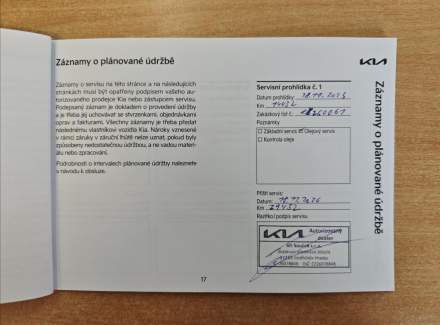 Záznamy o plánované údržbě
Záznamy o servisu na této stránce a na následujících
stránkách musí být opatřeny podpisem vašeho au-
torizovaného prodejce Kia nebo zástupcem servisu.
Podepsaný záznam je dokladem o provedení údržby
a je třeba jej uchovávat se stvrzenkami, objednávkami
oprav a fakturami. Všechny záznamy je třeba předat
následnému vlastníkovi vozidla Kia. Nároky vznesené
v rámci záruky v záruční lhůtě nelze uznat, pokud byly
způsobeny nedostatečnou údržbou, a ne vadou materi-
álu nebo zpracování.
Podrobnosti o intervalech plánované údržby naleznete
v návodu k obsluze.
17
KIA
Servisní prohlídka č. 1
Datum prohlídky:
Km
Zakázkový list č.
Poznámky
Základní servis
Olejový servis
Kontrola oleje
Příští servis:
Datum:
Km
Razítko/podpis servisu
KIA
Autorizovaný
dealer
Záznamy o plánované údržbě